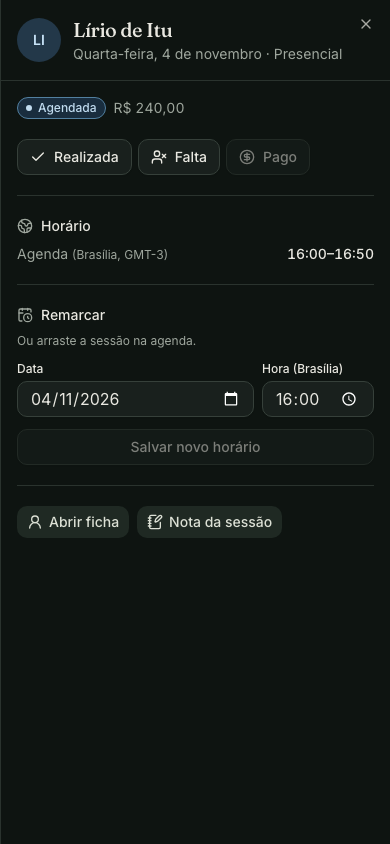 LI
Lírio de Itu
Quarta-feira, 4 de novembro · Presencial
Agendada R$ 240,00
Realizada Falta Pago
Horário
Agenda (Brasília, GMT-3) 16:00–16:50
Remarcar
Ou arraste a sessão na agenda.
Data Hora (Brasília)
04/11/2026 16:00
Salvar novo horário
Abrir ficha Nota da sessão